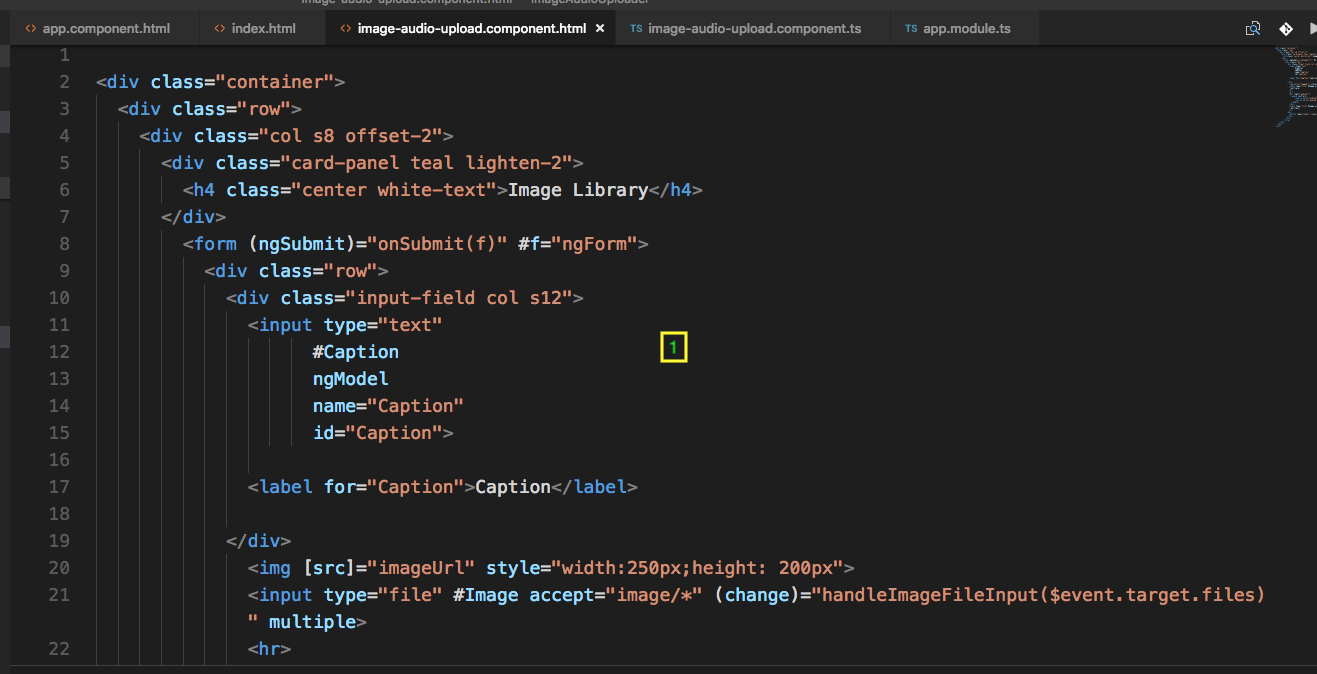 image-audio-upload.component.html — ImageAudioUploader
app.component.html index.html image-audio-upload.component.html × TS image-audio-upload.component.ts TS app.module.ts
1
2 <div class="container">
3 <div class="row">
4 <div class="col s8 offset-2">
5 <div class="card-panel teal lighten-2">
6 <h4 class="center white-text">Image Library</h4>
7 </div>
8 <form (ngSubmit)="onSubmit(f)" #f="ngForm">
9 <div class="row">
10 <div class="input-field col s12">
11 <input type="text"
12 #Caption
1
13 ngModel
14 name="Caption"
15 id="Caption">
16
17 <label for="Caption">Caption</label>
18
19 </div>
20 <img [src]="imageUrl" style="width:250px;height: 200px">
21 <input type="file" #Image accept="image/*" (change)="handleImageFileInput($event.target.files)
" multiple>
22 <hr>